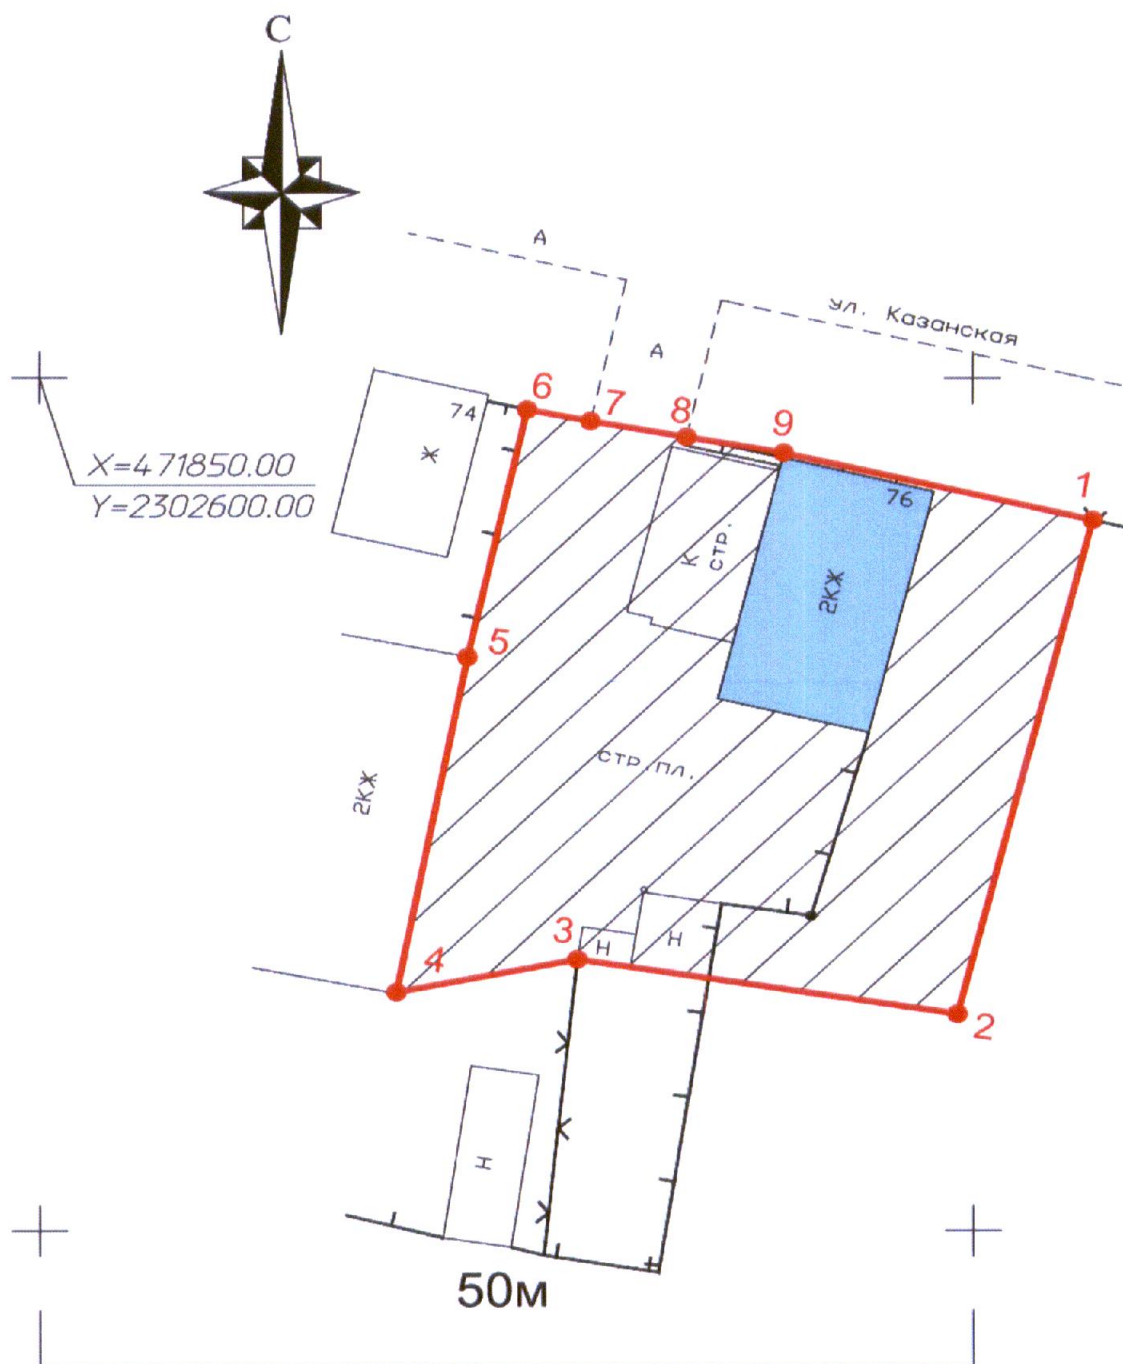 С
А
ул. Казанская
А
6
7
8
9
1
74
76
Ж
X=471850.00
Y=2302600.00
К
стр.
2КЖ
5
стр.пл.
2КЖ
3
Н
Н
4
2
Н
50м